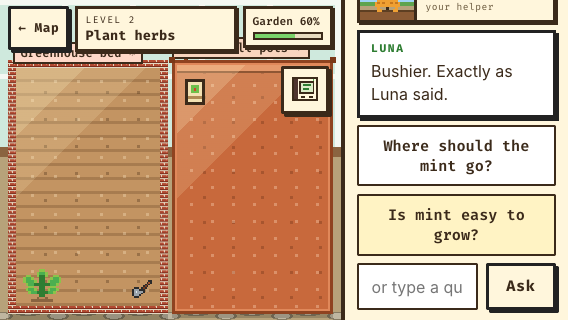 ← Map
LEVEL 2
Plant herbs
Garden 60%
your helper
LUNA
Bushier. Exactly as
Luna said.
Where should the
mint go?
Is mint easy to
grow?
or type a qu
Ask